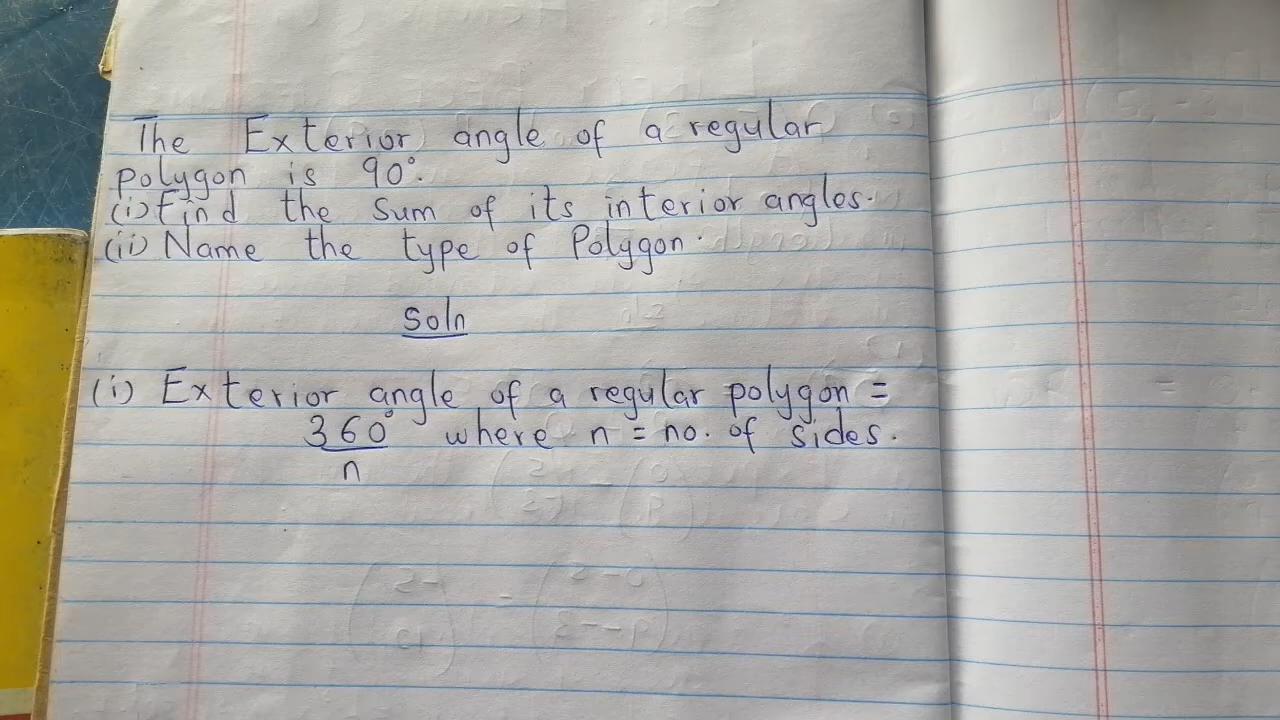 The Exterior angle of a regular
polygon is 90°.
(i) Find the sum of its interior angles.
(ii) Name the type of Polygon.
Soln
(i) Exterior angle of a regular polygon =
360° where n = no. of sides.
n